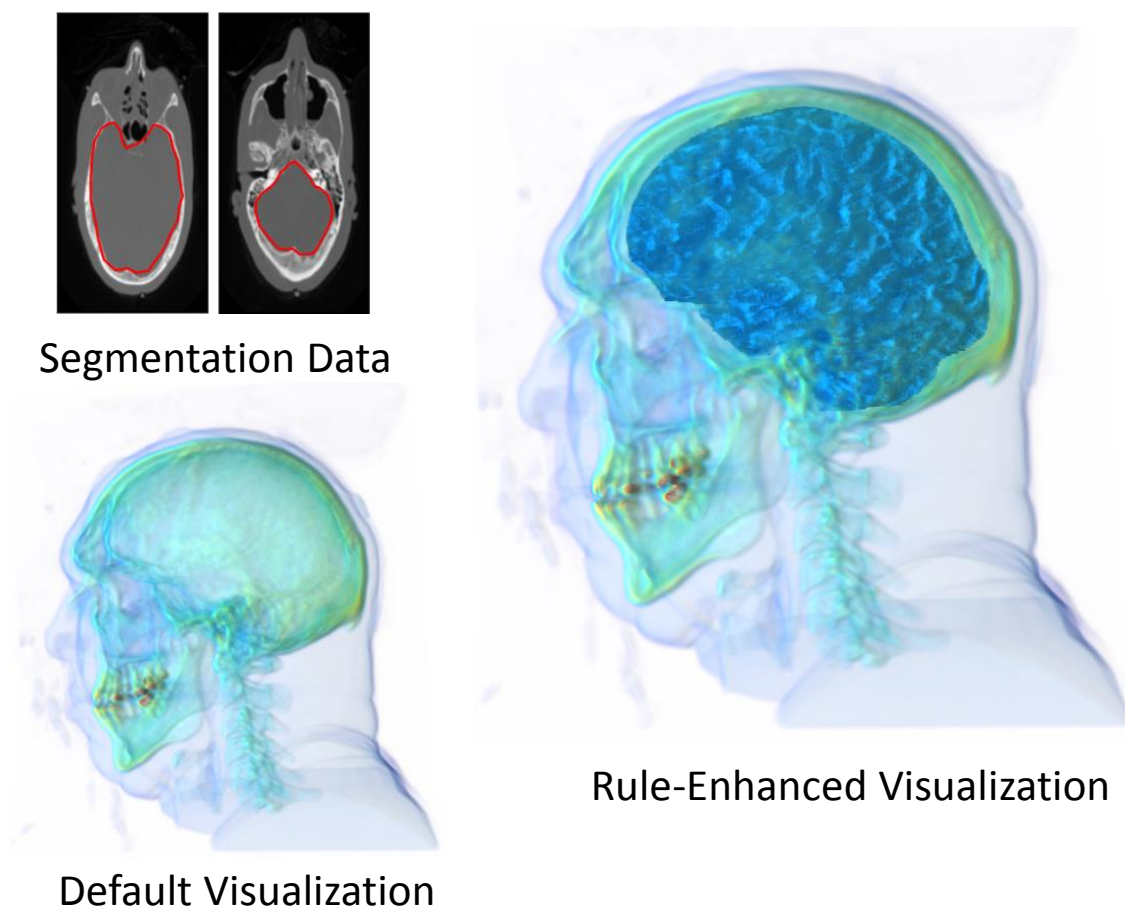 Segmentation Data
Rule-Enhanced Visualization
Default Visualization